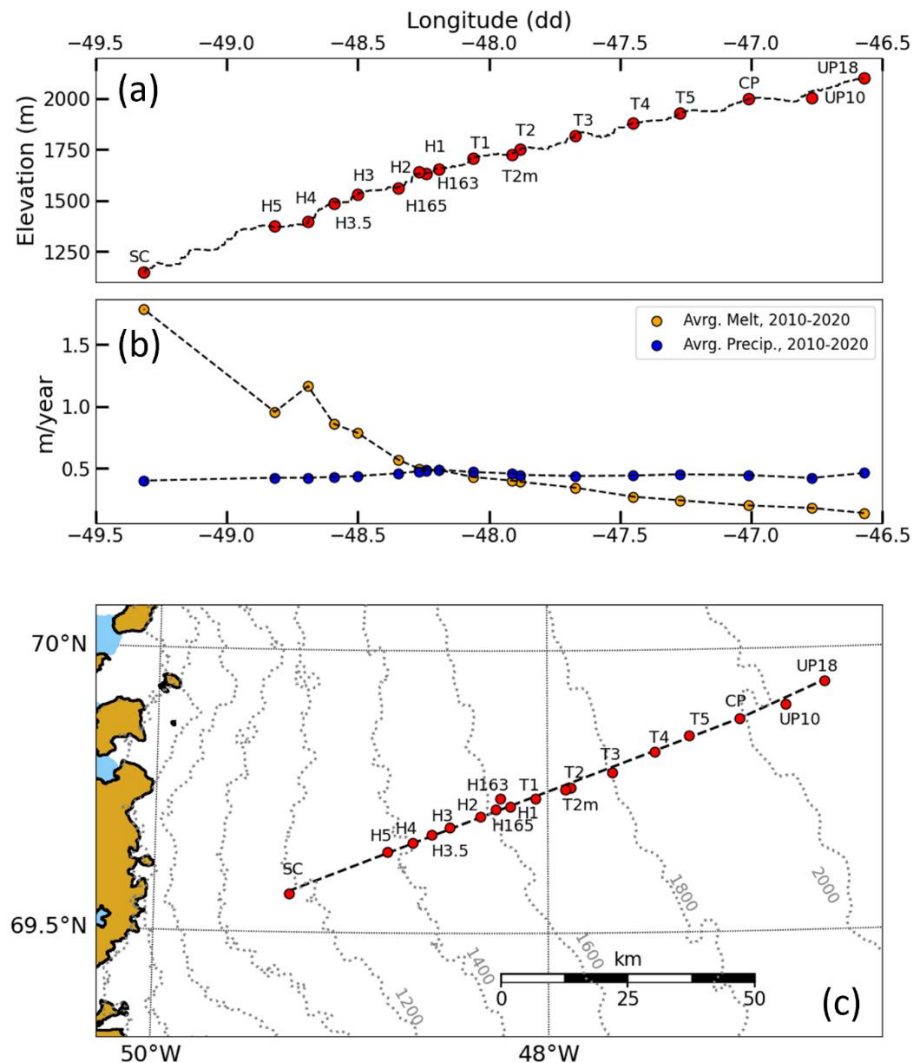 Longitude (dd)
−49.5 −49.0 −48.5 −48.0 −47.5 −47.0 −46.5
(a)
Elevation (m)
2000
1750
1500
1250
SC H5 H4 H3.5 H3 H165 H2 H163 H1 T1 T2m T2 T3 T4 T5 CP UP10 UP18
(b)
m/year
1.5
1.0
0.5
Avrg. Melt, 2010-2020
Avrg. Precip., 2010-2020
−49.5 −49.0 −48.5 −48.0 −47.5 −47.0 −46.5
70°N
69.5°N
UP18
CP
UP10
T5
T4
T3
T2
T2m
H163 T1
H2
H1
H165
H3
H4
H3.5
H5
SC
1200
1400
1600
1800
2000
km
0 25 50
(c)
50°W 48°W